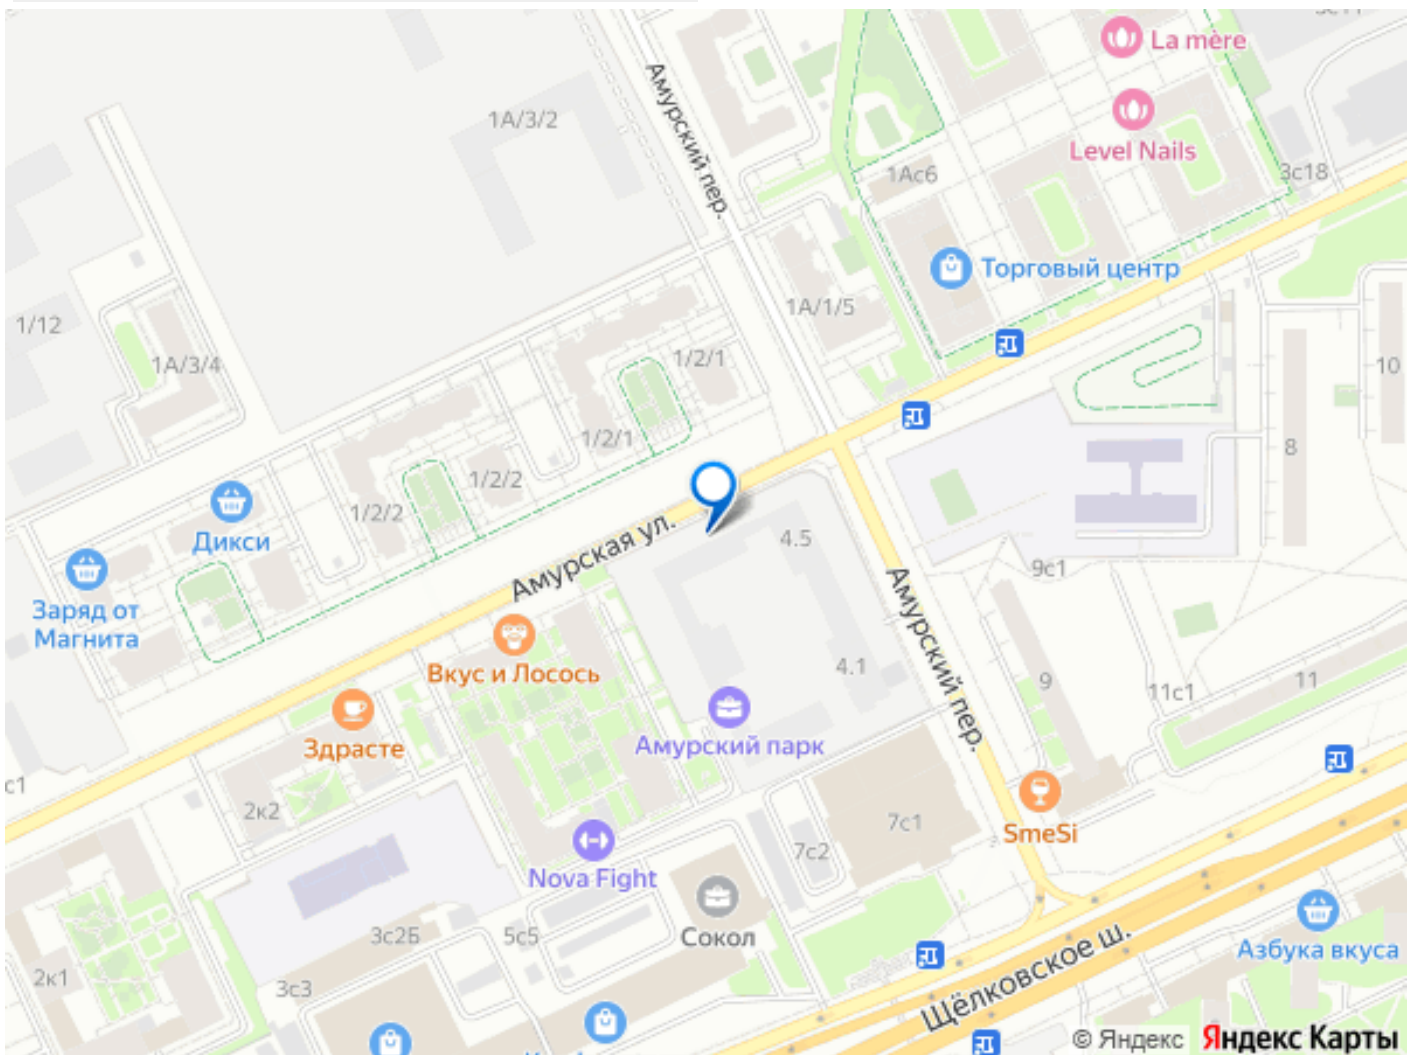 La mère
Амурский пер.
1А/3/2
Level Nails
1Ас6
3с18
Торговый центр
1А/1/5
1/12
1А/3/4
1/2/1
10
1/2/1
8
1/2/2
1/2/2
Дикси
Амурская ул.
4.5
9с1
Заряд от
Магнита
Амурский пер.
Вкус и Лосось
4.1
9
11с1
11
Здрасте
Амурский парк
с1
2к2
7с1
SmeSi
7с2
Nova Fight
3с2Б
5с5
Сокол
Щёлковское ш.
Азбука вкуса
2к1
3с3
© Яндекс Яндекс Карты